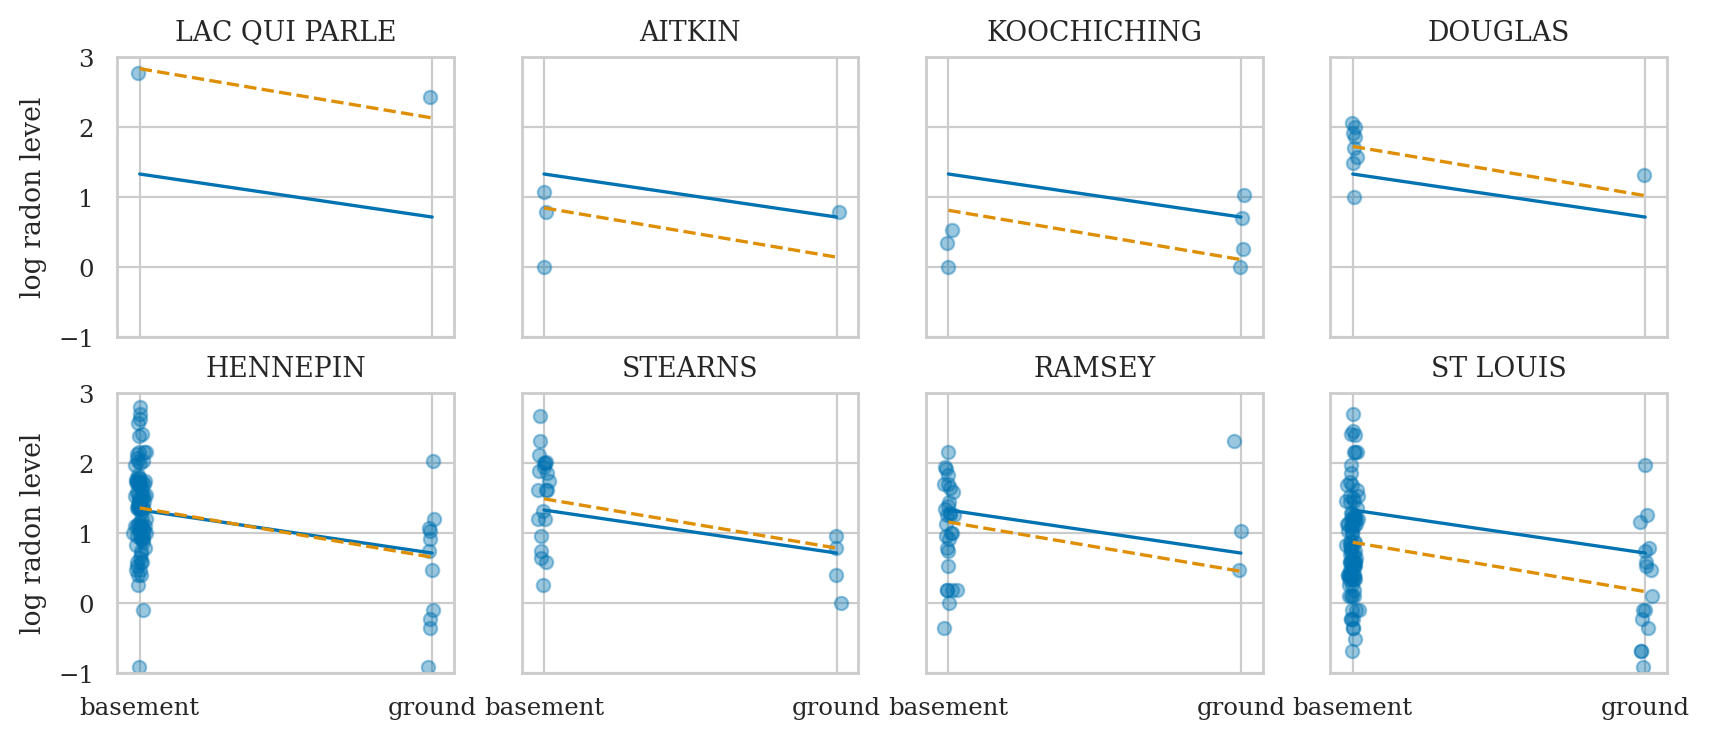 LAC QUI PARLE AITKIN KOOCHICHING DOUGLAS
3
2
1
0
−1
log radon level
HENNEPIN STEARNS RAMSEY ST LOUIS
3
2
1
0
−1
log radon level
basement ground basement ground basement ground basement ground